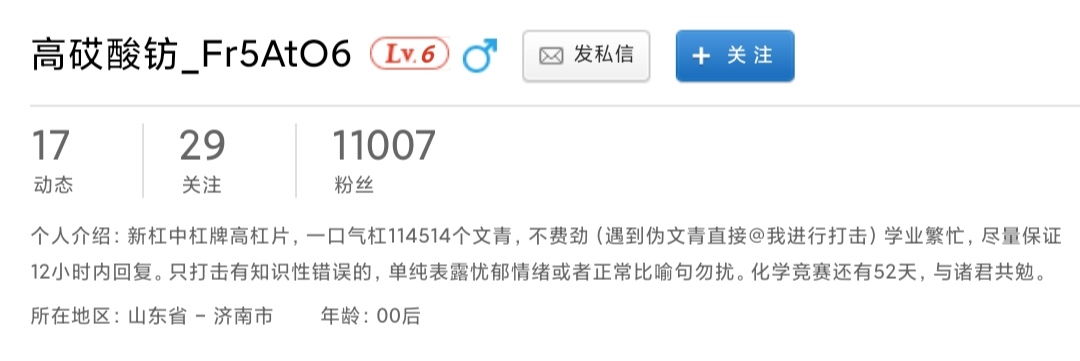 高砹酸钫_Fr5AtO6 Lv.6 发私信 + 关注
17 29 11007
动态 关注 粉丝
个人介绍：新杠中杠牌高杠片，一口气杠114514个文青，不费劲（遇到伪文青直接@我进行打击）学业繁忙，尽量保证
12小时内回复。只打击有知识性错误的，单纯表露忧郁情绪或者正常比喻句勿扰。化学竞赛还有52天，与诸君共勉。
所在地区：山东省 - 济南市 年龄：00后